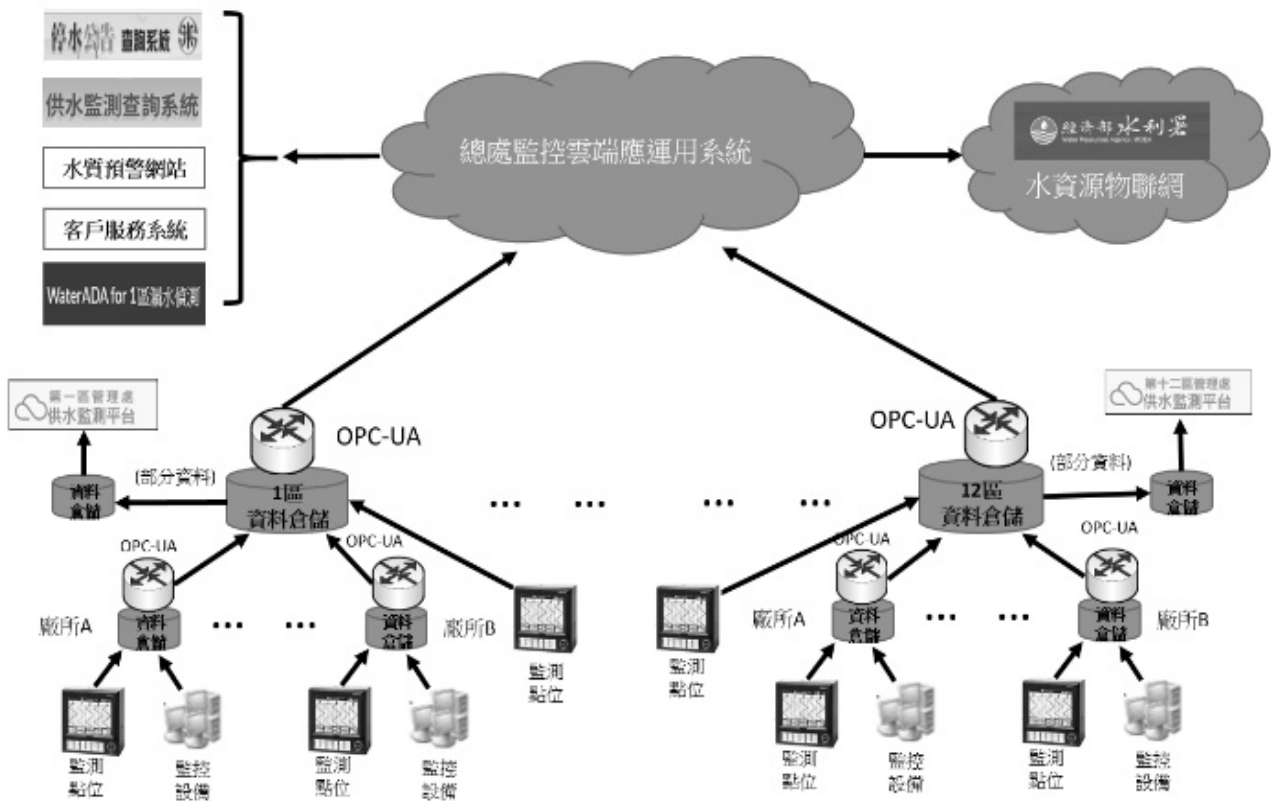 停水公告 查詢系統
供水監測查詢系統
水質預警網站
客戶服務系統
WaterADA for 1區漏水偵測
總處監控雲端應運用系統
經濟部水利署
Water Resources Agency, MOEA
水資源物聯網
第一區管理處
供水監測平台
第十二區管理處
供水監測平台
OPC-UA
OPC-UA
(部分資料)
(部分資料)
資料
倉儲
1區
資料倉儲
... ... ... ...
12區
資料倉儲
資料
倉儲
OPC-UA
OPC-UA
OPC-UA
OPC-UA
廠所A
資料
倉儲
... ...
資料
倉儲
廠所B
監測
點位
監測
點位
廠所A
資料
倉儲
... ...
資料
倉儲
廠所B
監測
點位
監控
設備
監測
點位
監控
設備
監測
點位
監控
設備
監測
點位
監控
設備